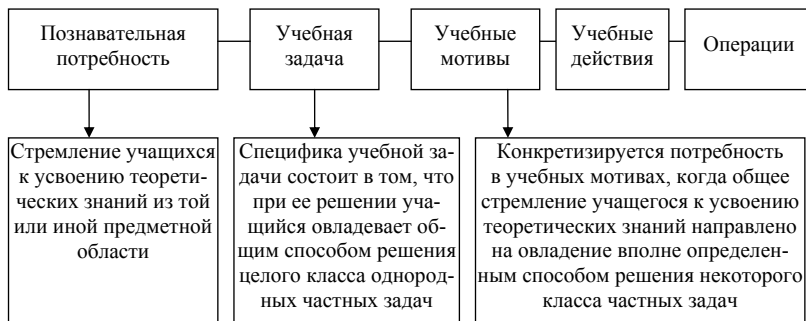 Познавательная
потребность
Учебная
задача
Учебные
мотивы
Учебные
действия
Операции
Стремление учащихся
к усвоению теорети-
ческих знаний из той
или иной предметной
области
Специфика учебной за-
дачи состоит в том, что
при ее решении уча-
щийся овладевает об-
щим способом решения
целого класса однород-
ных частных задач
Конкретизируется потребность
в учебных мотивах, когда общее
стремление учащегося к усвоению
теоретических знаний направлено
на овладение вполне определен-
ным способом решения некоторого
класса частных задач